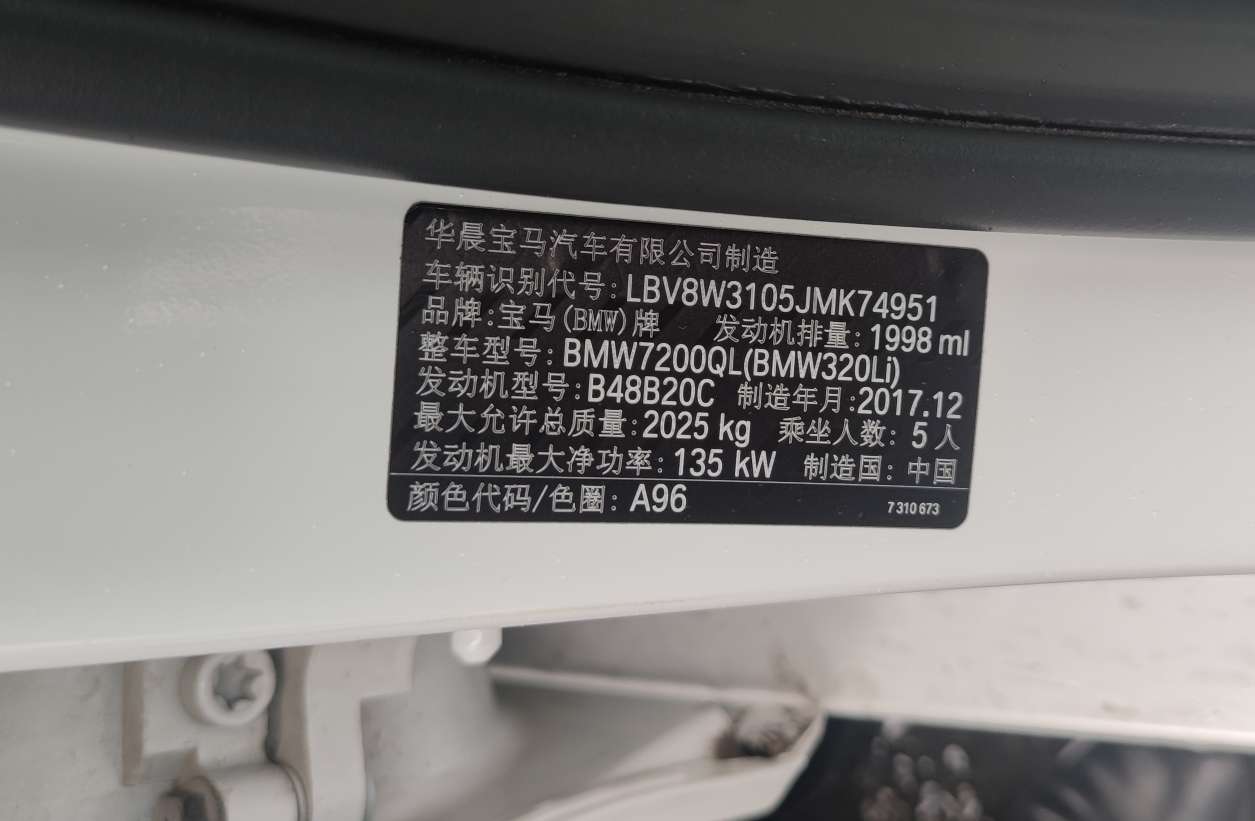 华晨宝马汽车有限公司制造
车辆识别代号: LBV8W3105JMK74951
品牌: 宝马(BMW)牌 发动机排量: 1998 ml
整车型号: BMW7200QL(BMW320Li)
发动机型号: B48B20C 制造年月: 2017.12
最大允许总质量: 2025 kg 乘坐人数: 5 人
发动机最大净功率: 135 kW 制造国: 中国
颜色代码/色圈: A96 7 310 673